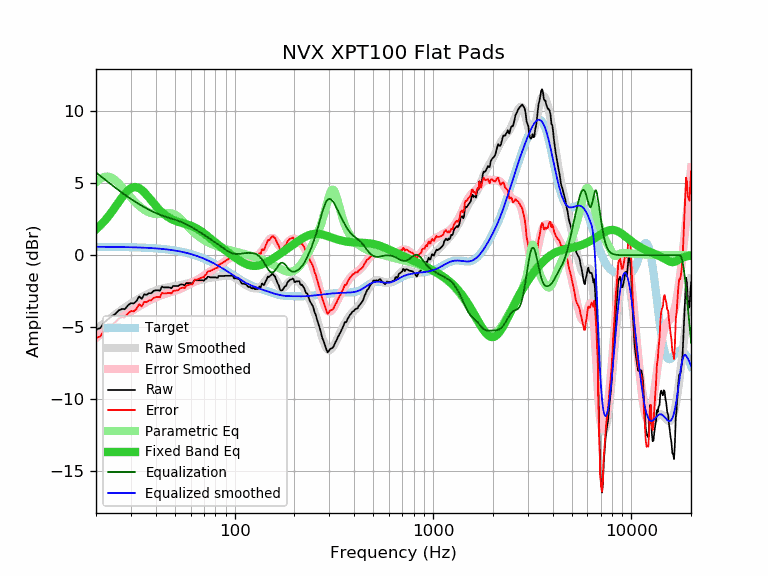 NVX XPT100 Flat Pads
Amplitude (dBr)
10
5
0
−5
−10
−15
Target
Raw Smoothed
Error Smoothed
Raw
Error
Parametric Eq
Fixed Band Eq
Equalization
Equalized smoothed
100
1000
10000
Frequency (Hz)